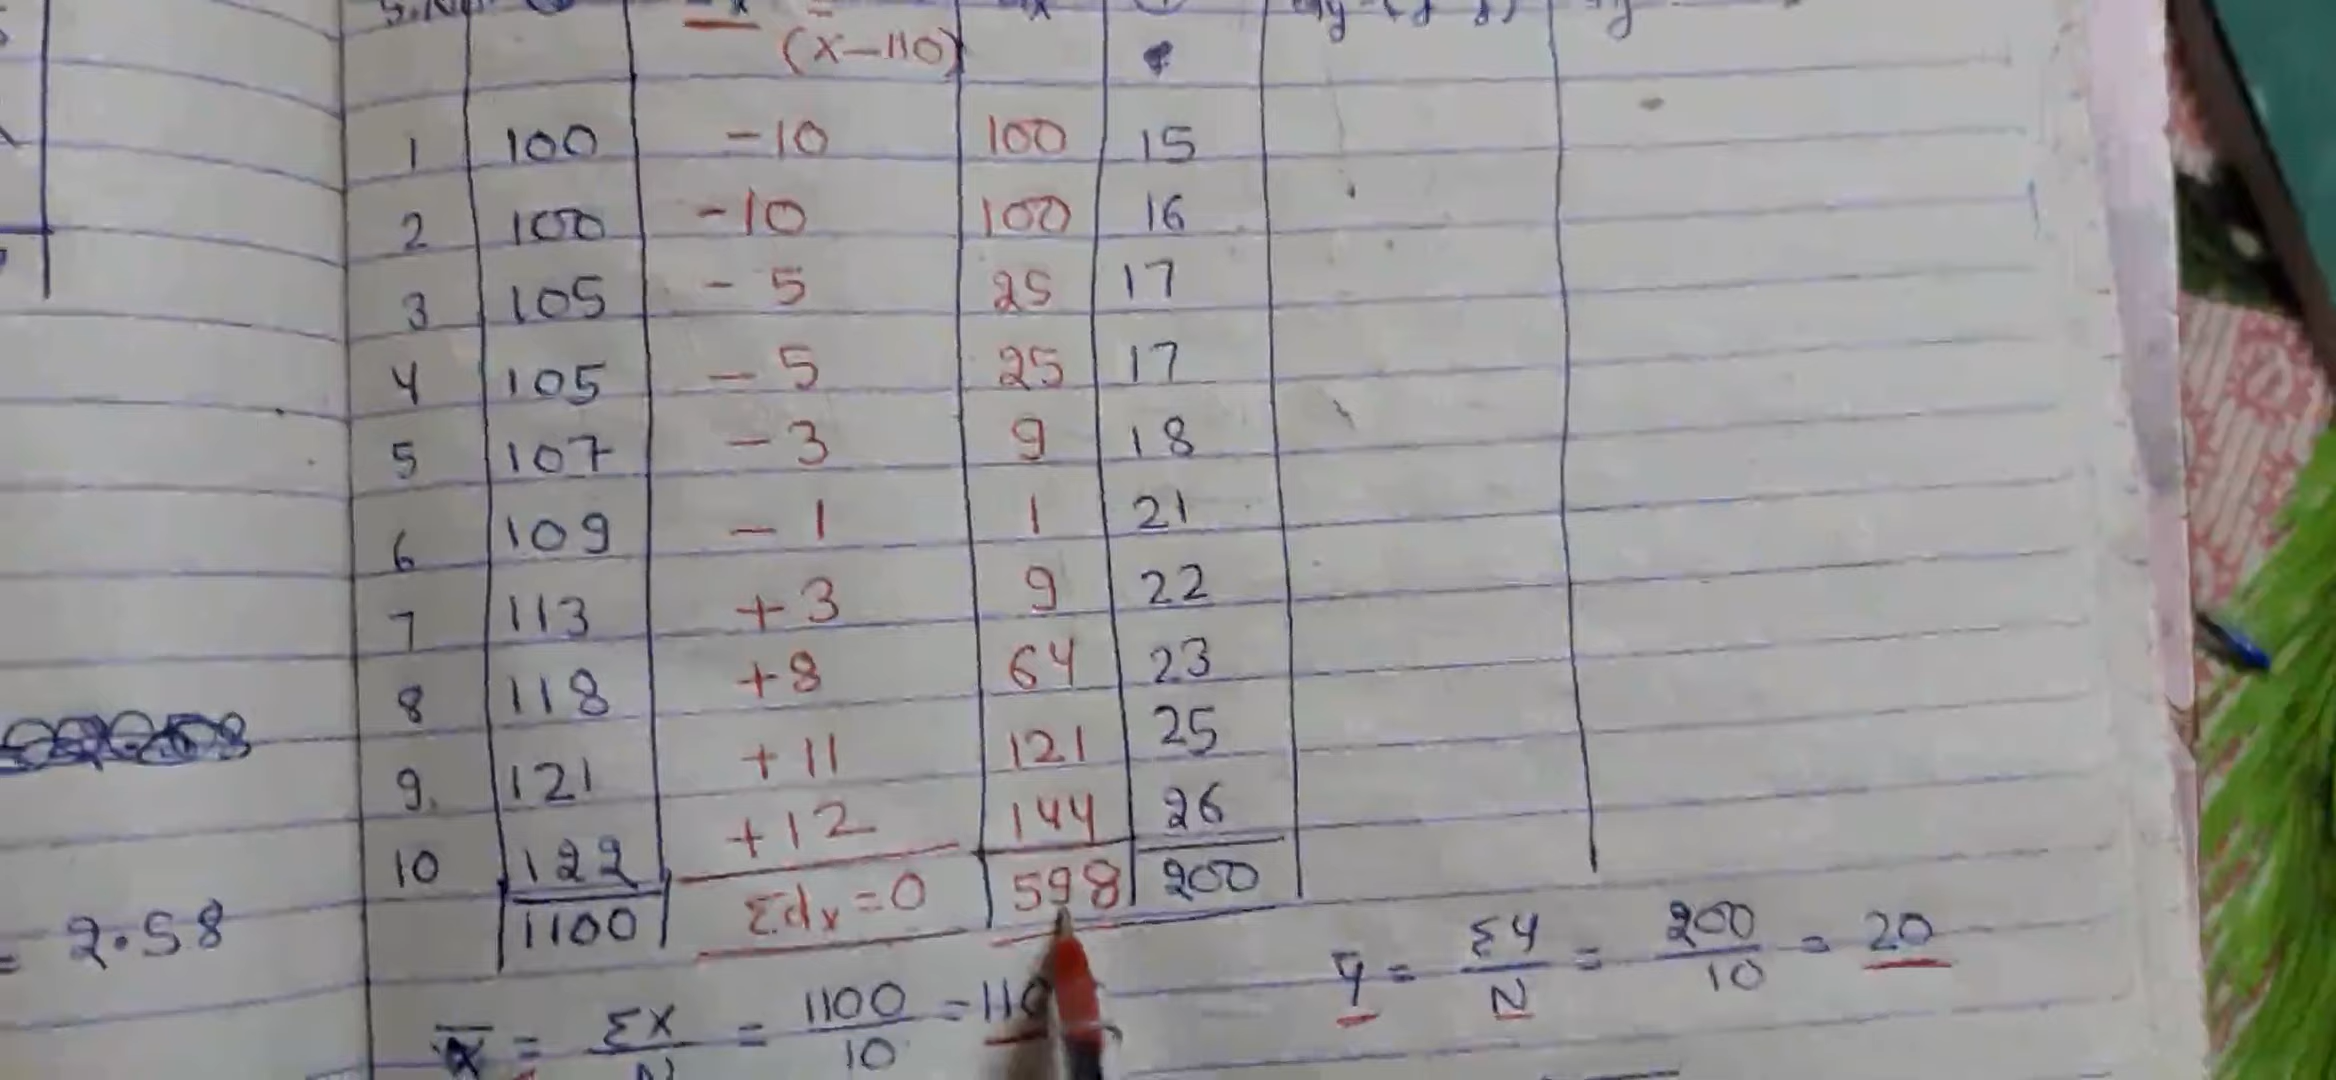 S.No.
(x-110)
1 100 -10 100 15
2 100 -10 100 16
3 105 -5 25 17
4 105 -5 25 17
5 107 -3 9 18
6 109 -1 1 21
7 113 +3 9 22
8 118 +8 64 23
9. 121 +11 121 25
10 122 +12 144 26
1100 Σdx=0 598 200
= 2.58
X̄ = ΣX/N = 1100/10 = 110
ȳ = Σy/N = 200/10 = 20